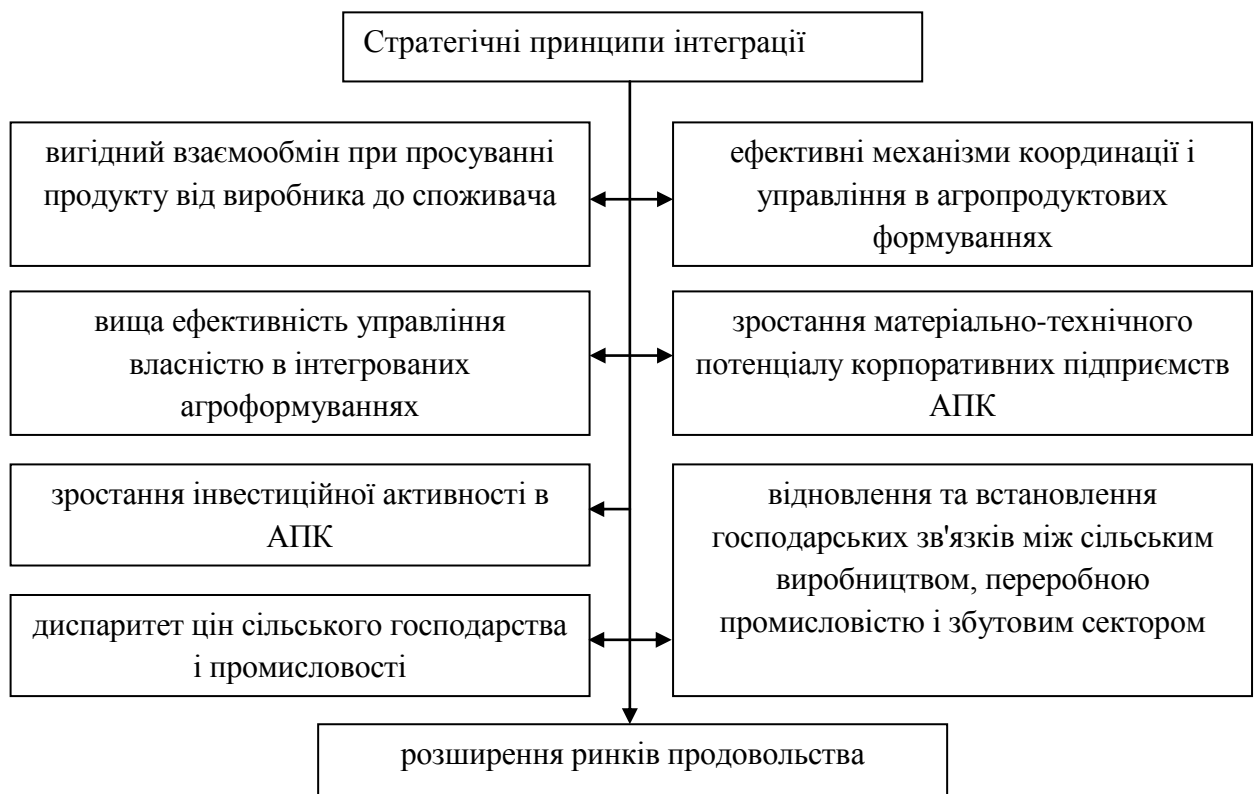 Стратегічні принципи інтеграції
вигідний взаємообмін при просуванні
продукту від виробника до споживача
ефективні механізми координації і
управління в агропродуктових
формуваннях
вища ефективність управління
власністю в інтегрованих
агроформуваннях
зростання матеріально-технічного
потенціалу корпоративних підприємств
АПК
зростання інвестиційної активності в
АПК
відновлення та встановлення
господарських зв'язків між сільським
виробництвом, переробною
промисловістю і збутовим сектором
диспаритет цін сільського господарства
і промисловості
розширення ринків продовольства